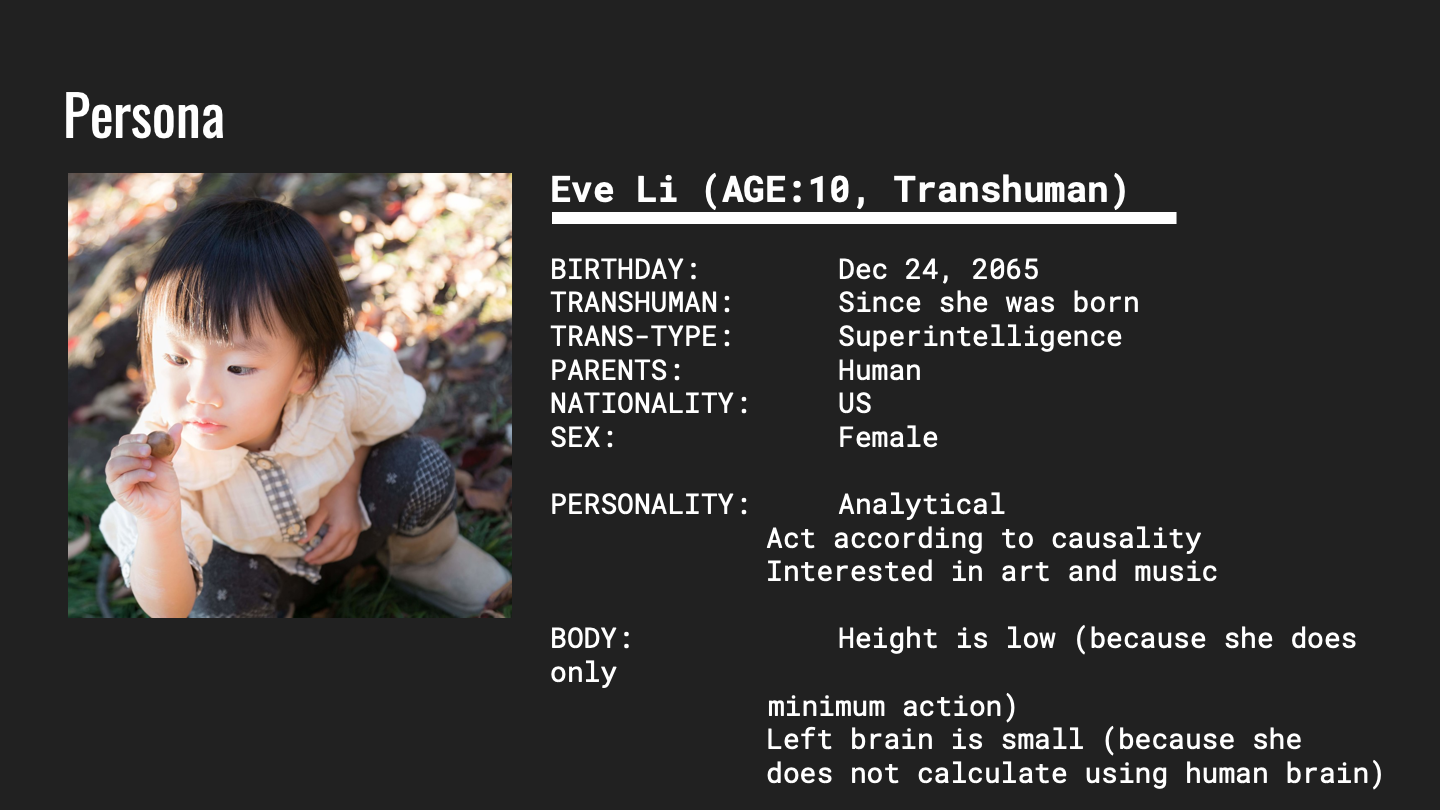 Persona
Eve Li (AGE:10, Transhuman)
BIRTHDAY: Dec 24, 2065
TRANSHUMAN: Since she was born
TRANS-TYPE: Superintelligence
PARENTS: Human
NATIONALITY: US
SEX: Female
PERSONALITY: Analytical
Act according to causality
Interested in art and music
BODY: Height is low (because she does
only
minimum action)
Left brain is small (because she
does not calculate using human brain)